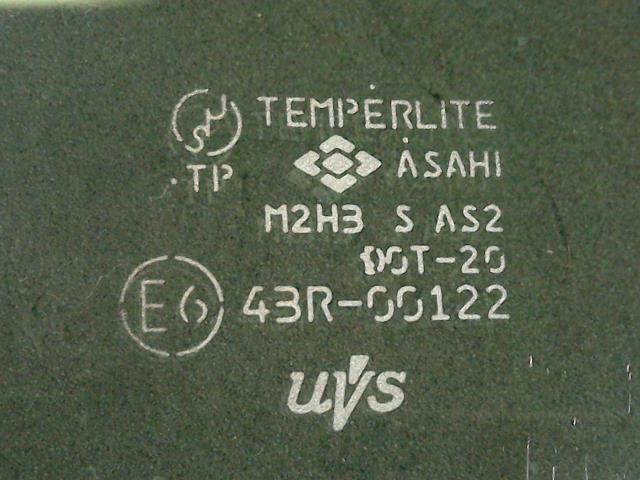 TEMPERLITE
TP ASAHI
M2H3 S AS2
DOT-20
E6 43R-00122
UVS